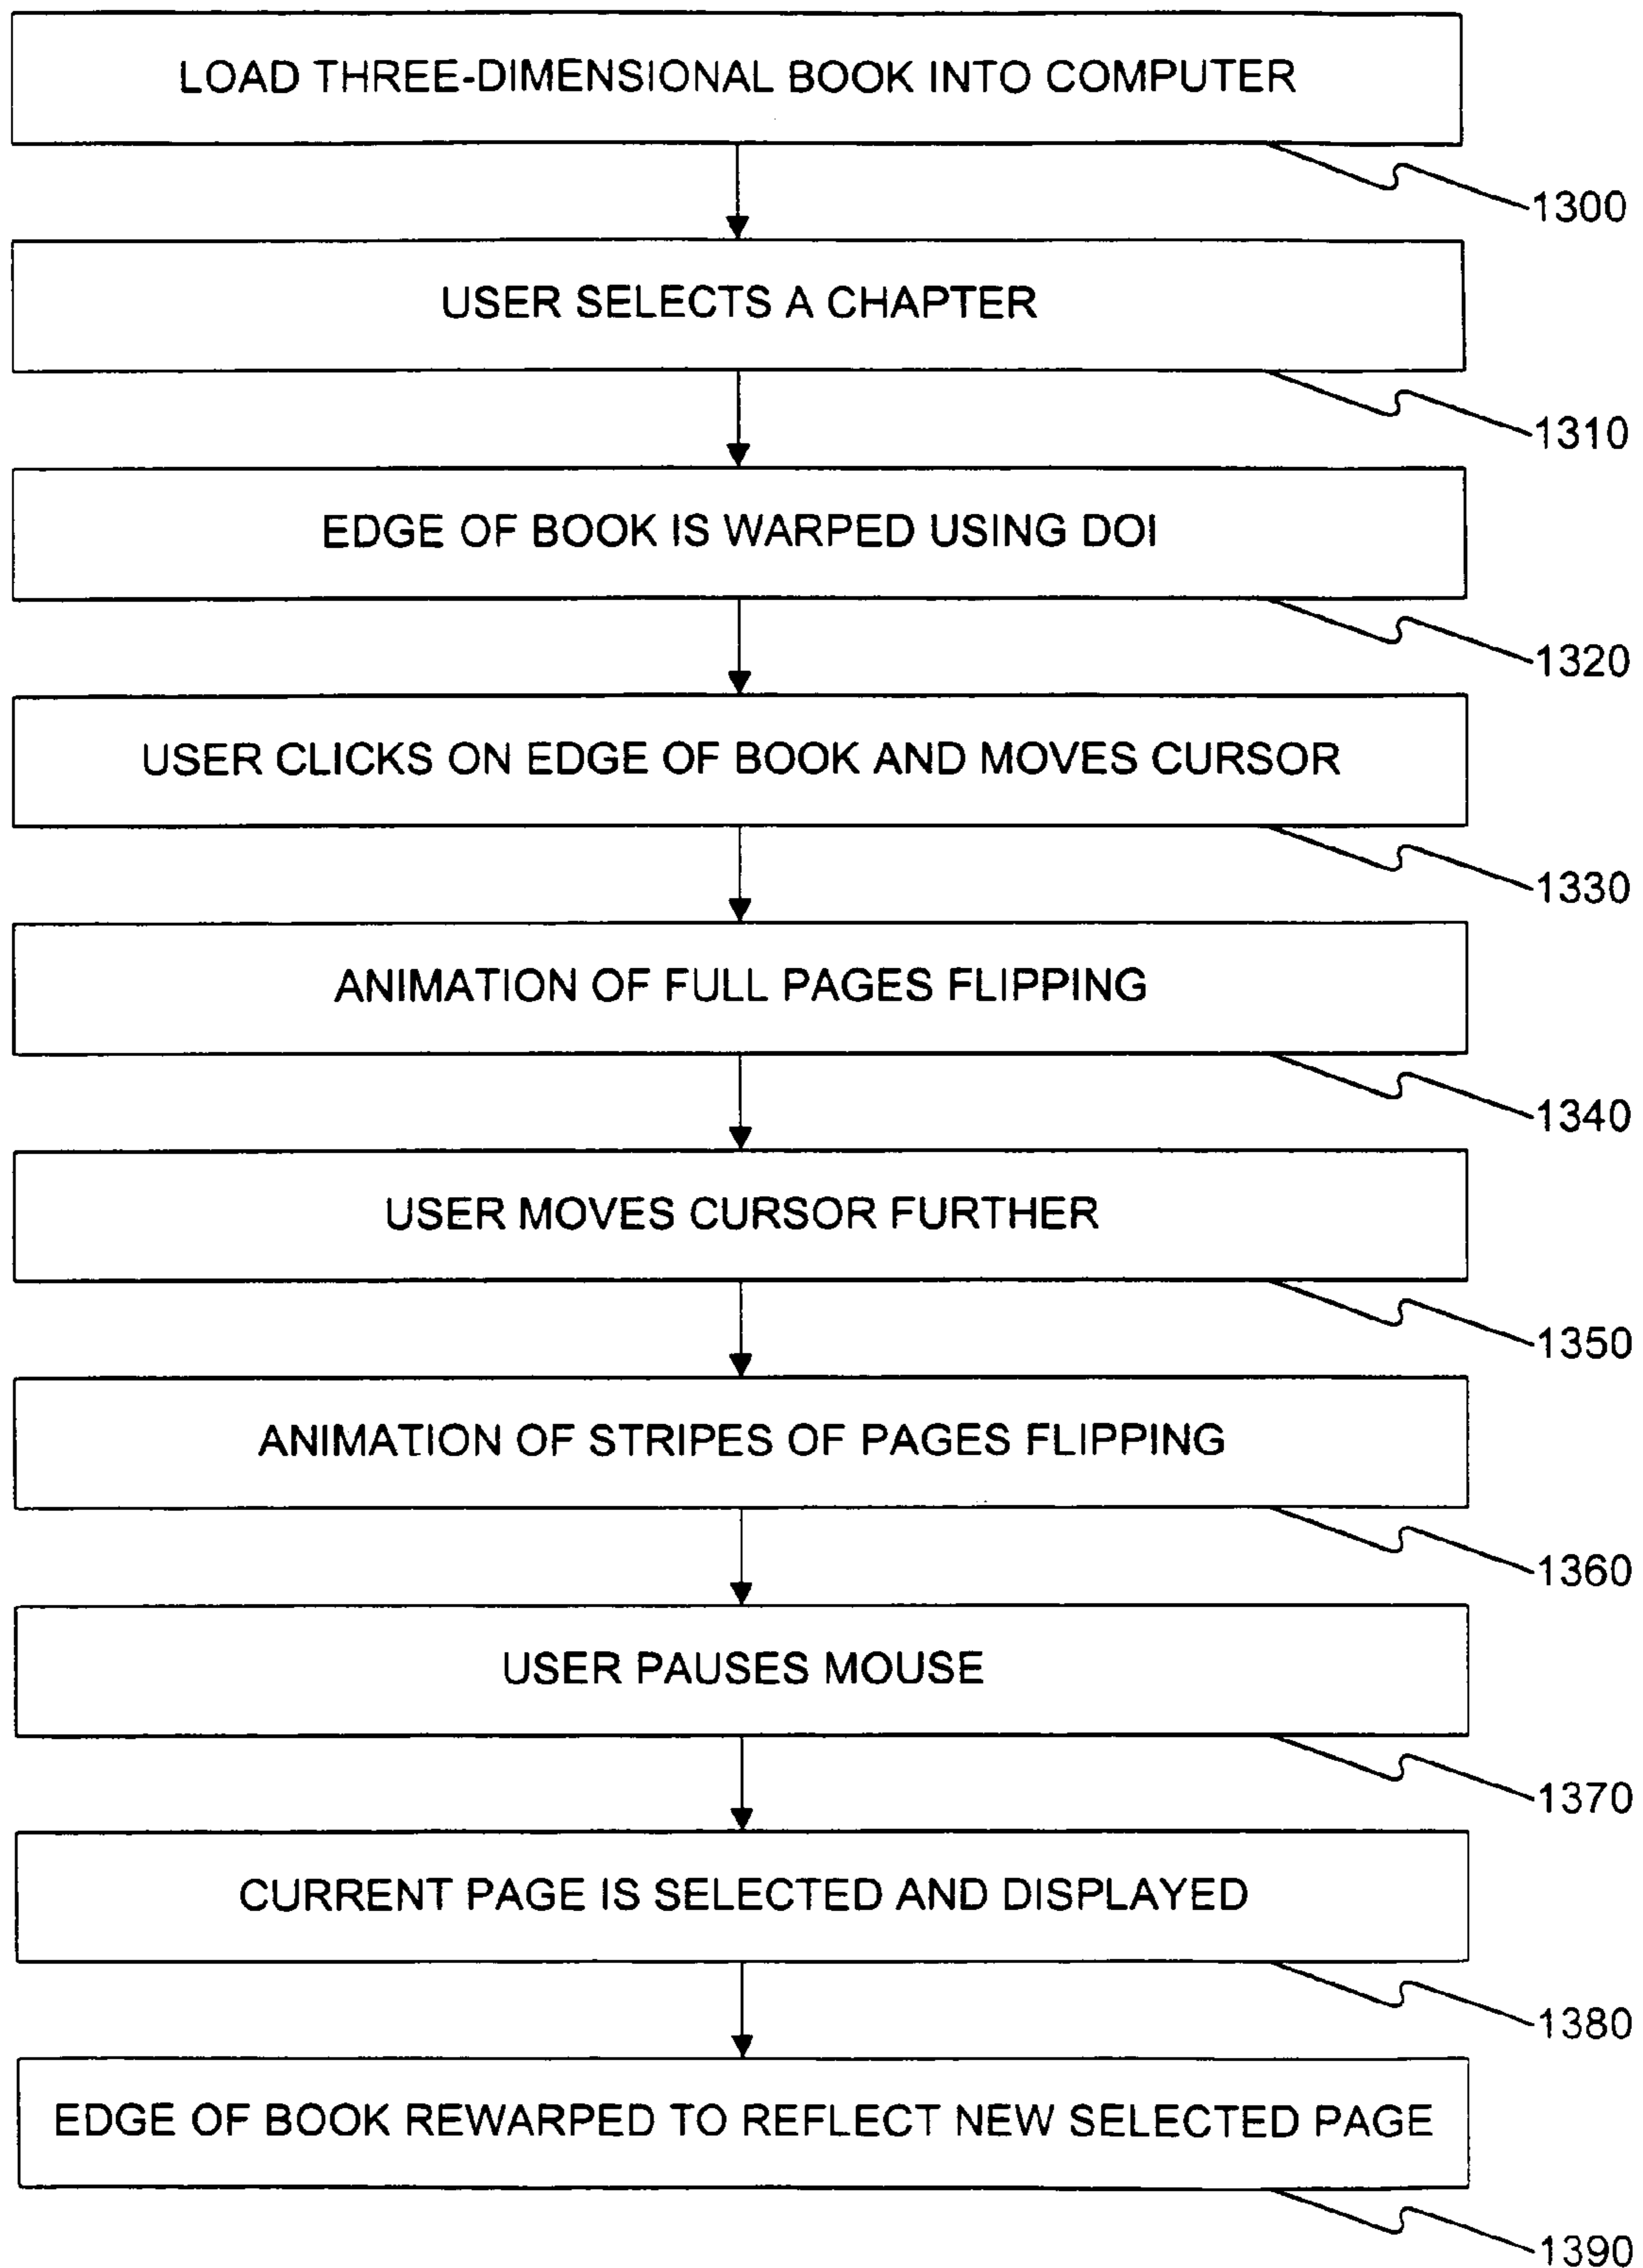 LOAD THREE-DIMENSIONAL BOOK INTO COMPUTER
1300
USER SELECTS A CHAPTER
1310
EDGE OF BOOK IS WARPED USING DOI
1320
USER CLICKS ON EDGE OF BOOK AND MOVES CURSOR
1330
ANIMATION OF FULL PAGES FLIPPING
1340
USER MOVES CURSOR FURTHER
1350
ANIMATION OF STRIPES OF PAGES FLIPPING
1360
USER PAUSES MOUSE
1370
CURRENT PAGE IS SELECTED AND DISPLAYED
1380
EDGE OF BOOK REWARPED TO REFLECT NEW SELECTED PAGE
1390